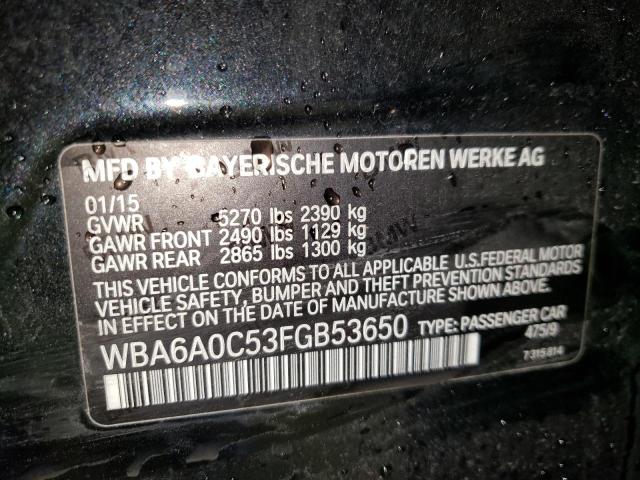 MFD BY BAYERISCHE MOTOREN WERKE AG
01/15
GVWR 5270 lbs 2390 kg
GAWR FRONT 2490 lbs 1129 kg
GAWR REAR 2865 lbs 1300 kg
THIS VEHICLE CONFORMS TO ALL APPLICABLE U.S.FEDERAL MOTOR
VEHICLE SAFETY, BUMPER AND THEFT PREVENTION STANDARDS
IN EFFECT ON THE DATE OF MANUFACTURE SHOWN ABOVE.
WBA6A0C53FGB53650 TYPE: PASSENGER CAR
475/9
7315814